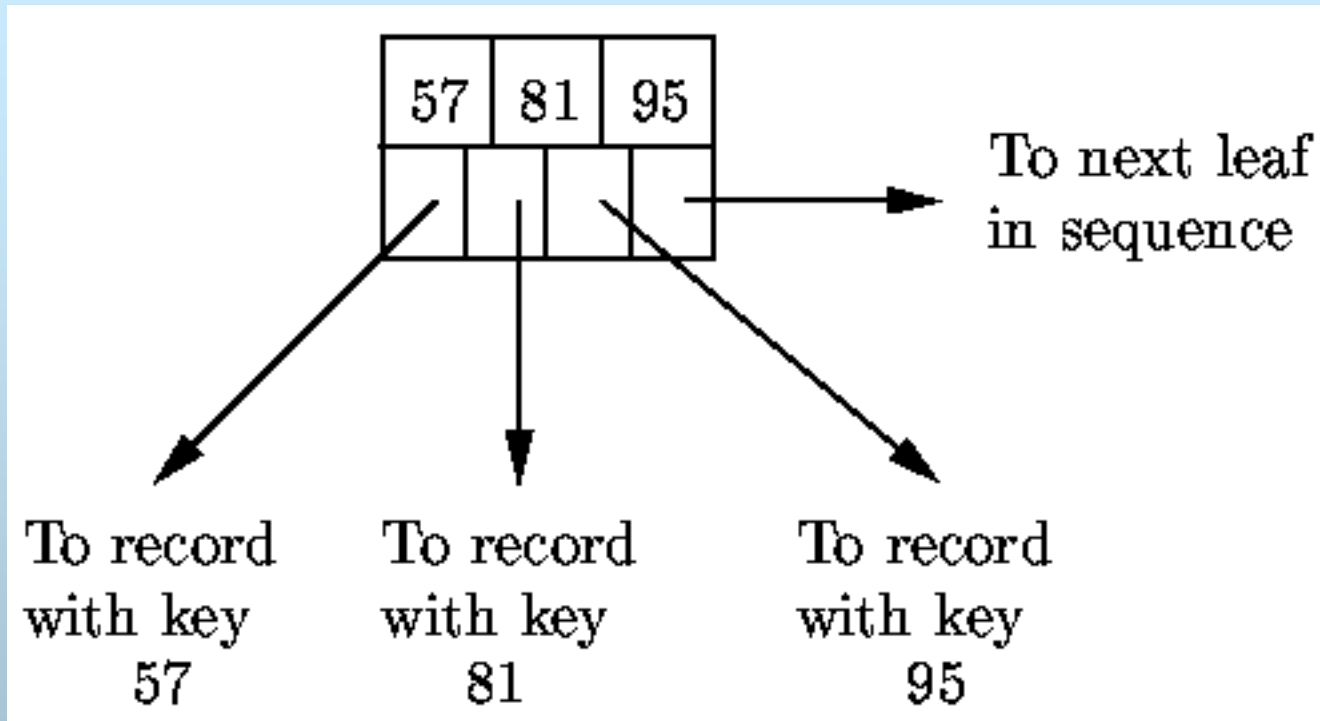 57 81 95
To next leaf
in sequence
To record
with key
57
To record
with key
81
To record
with key
95